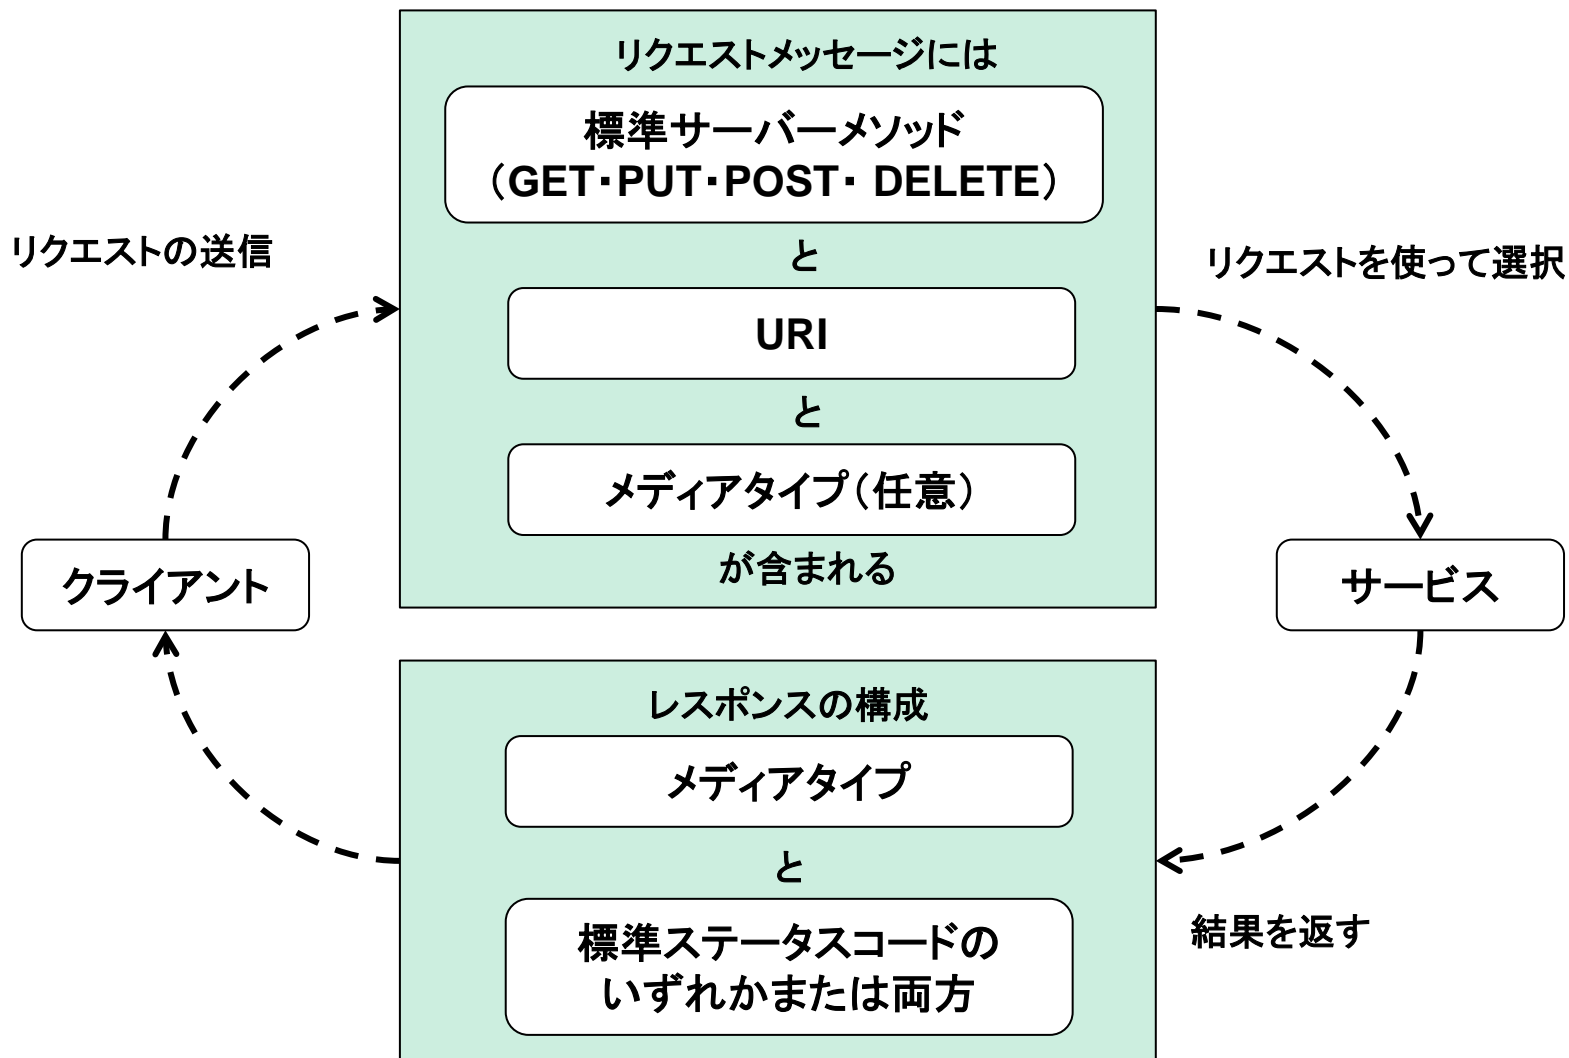 リクエストメッセージには
標準サーバーメソッド
（GET・PUT・POST・ DELETE）
と
URI
と
メディアタイプ（任意）
が含まれる
リクエストの送信
リクエストを使って選択
クライアント
サービス
レスポンスの構成
メディアタイプ
と
標準ステータスコードの
いずれかまたは両方
結果を返す